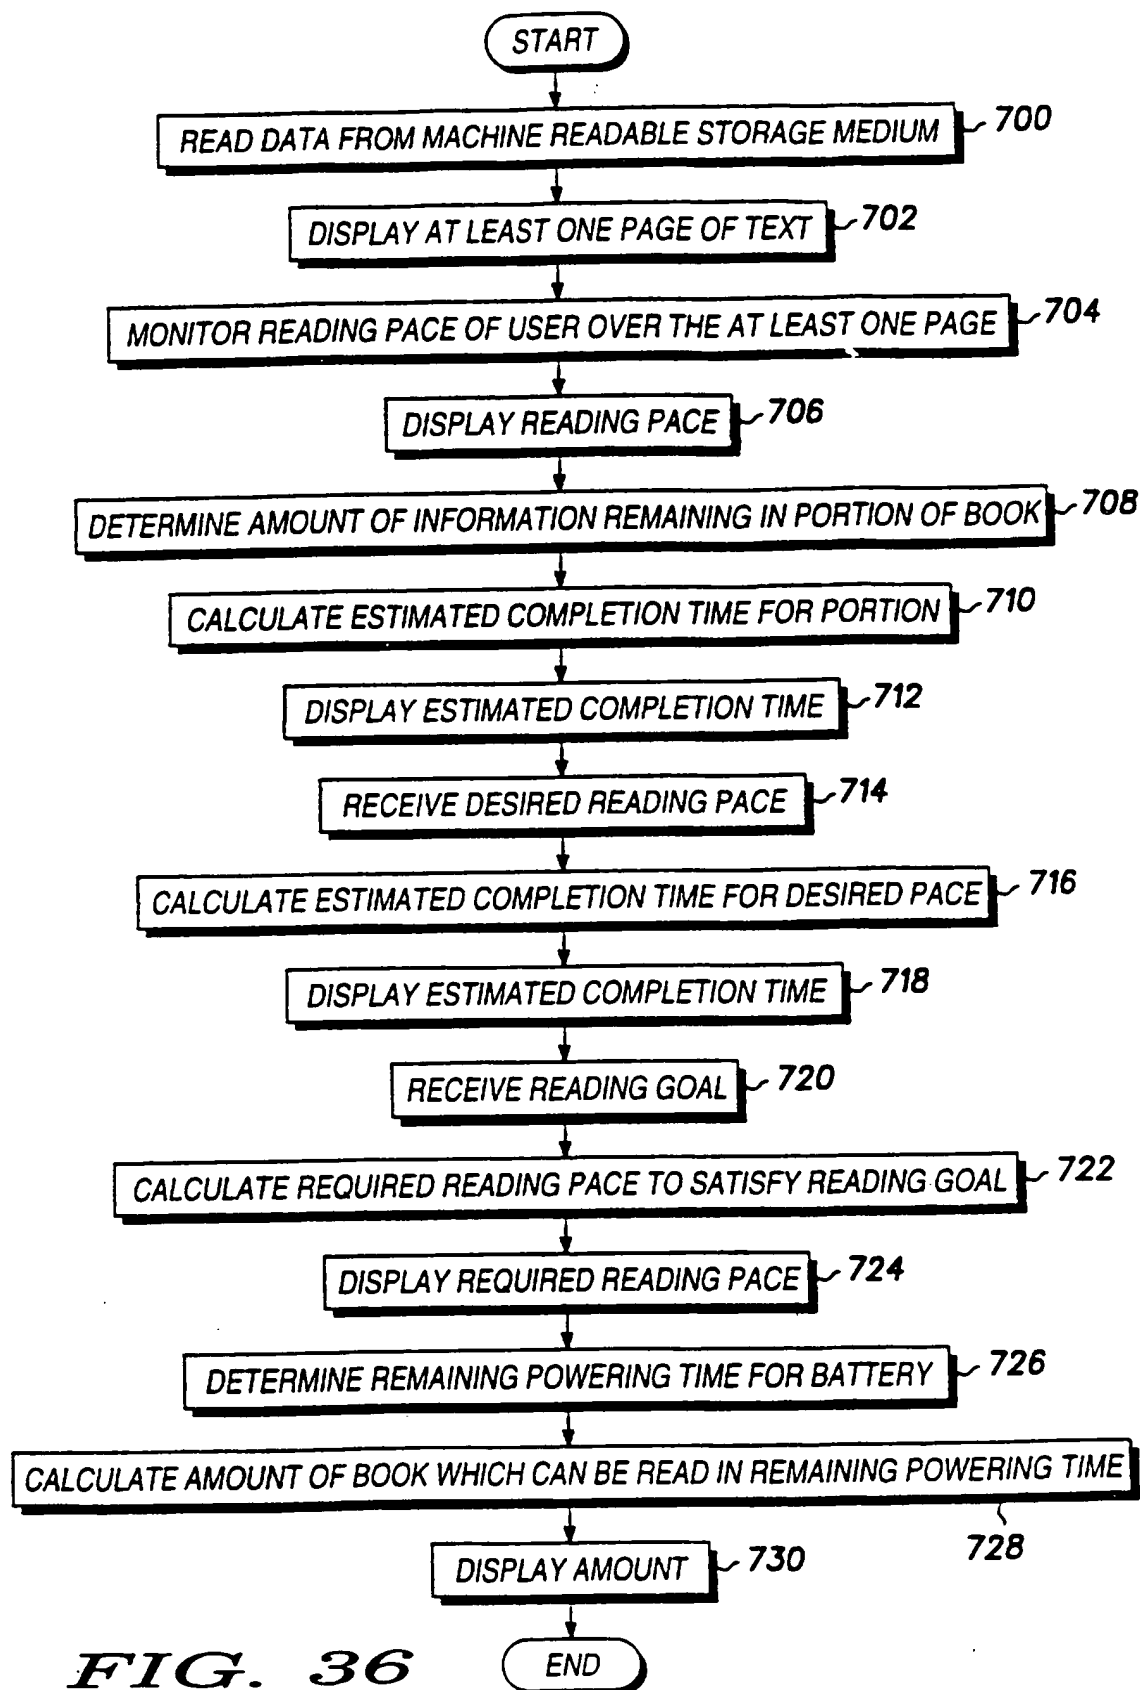 START
READ DATA FROM MACHINE READABLE STORAGE MEDIUM 700
DISPLAY AT LEAST ONE PAGE OF TEXT 702
MONITOR READING PACE OF USER OVER THE AT LEAST ONE PAGE 704
DISPLAY READING PACE 706
DETERMINE AMOUNT OF INFORMATION REMAINING IN PORTION OF BOOK 708
CALCULATE ESTIMATED COMPLETION TIME FOR PORTION 710
DISPLAY ESTIMATED COMPLETION TIME 712
RECEIVE DESIRED READING PACE 714
CALCULATE ESTIMATED COMPLETION TIME FOR DESIRED PACE 716
DISPLAY ESTIMATED COMPLETION TIME 718
RECEIVE READING GOAL 720
CALCULATE REQUIRED READING PACE TO SATISFY READING GOAL 722
DISPLAY REQUIRED READING PACE 724
DETERMINE REMAINING POWERING TIME FOR BATTERY 726
CALCULATE AMOUNT OF BOOK WHICH CAN BE READ IN REMAINING POWERING TIME
728
DISPLAY AMOUNT 730
END
FIG. 36